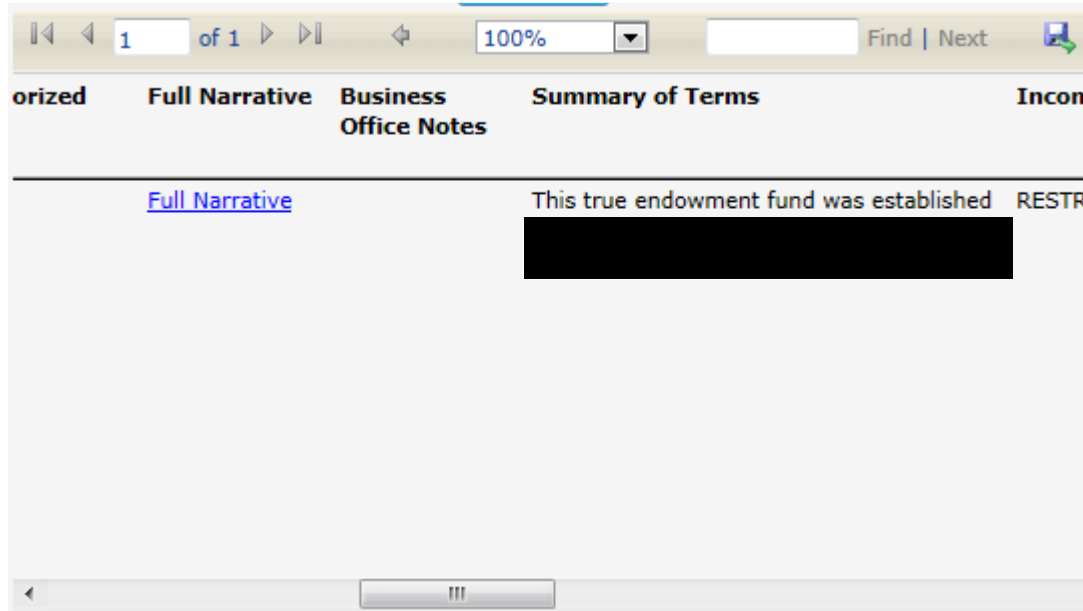 1 of 1 100% Find | Next
orized Full Narrative Business Office Notes Summary of Terms Incon
Full Narrative This true endowment fund was established RESTR